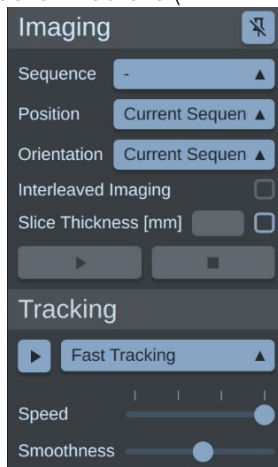 Imaging
Sequence -
Position Current Sequen
Orientation Current Sequen
Interleaved Imaging
Slice Thickness [mm]
Tracking
Fast Tracking
Speed
Smoothness